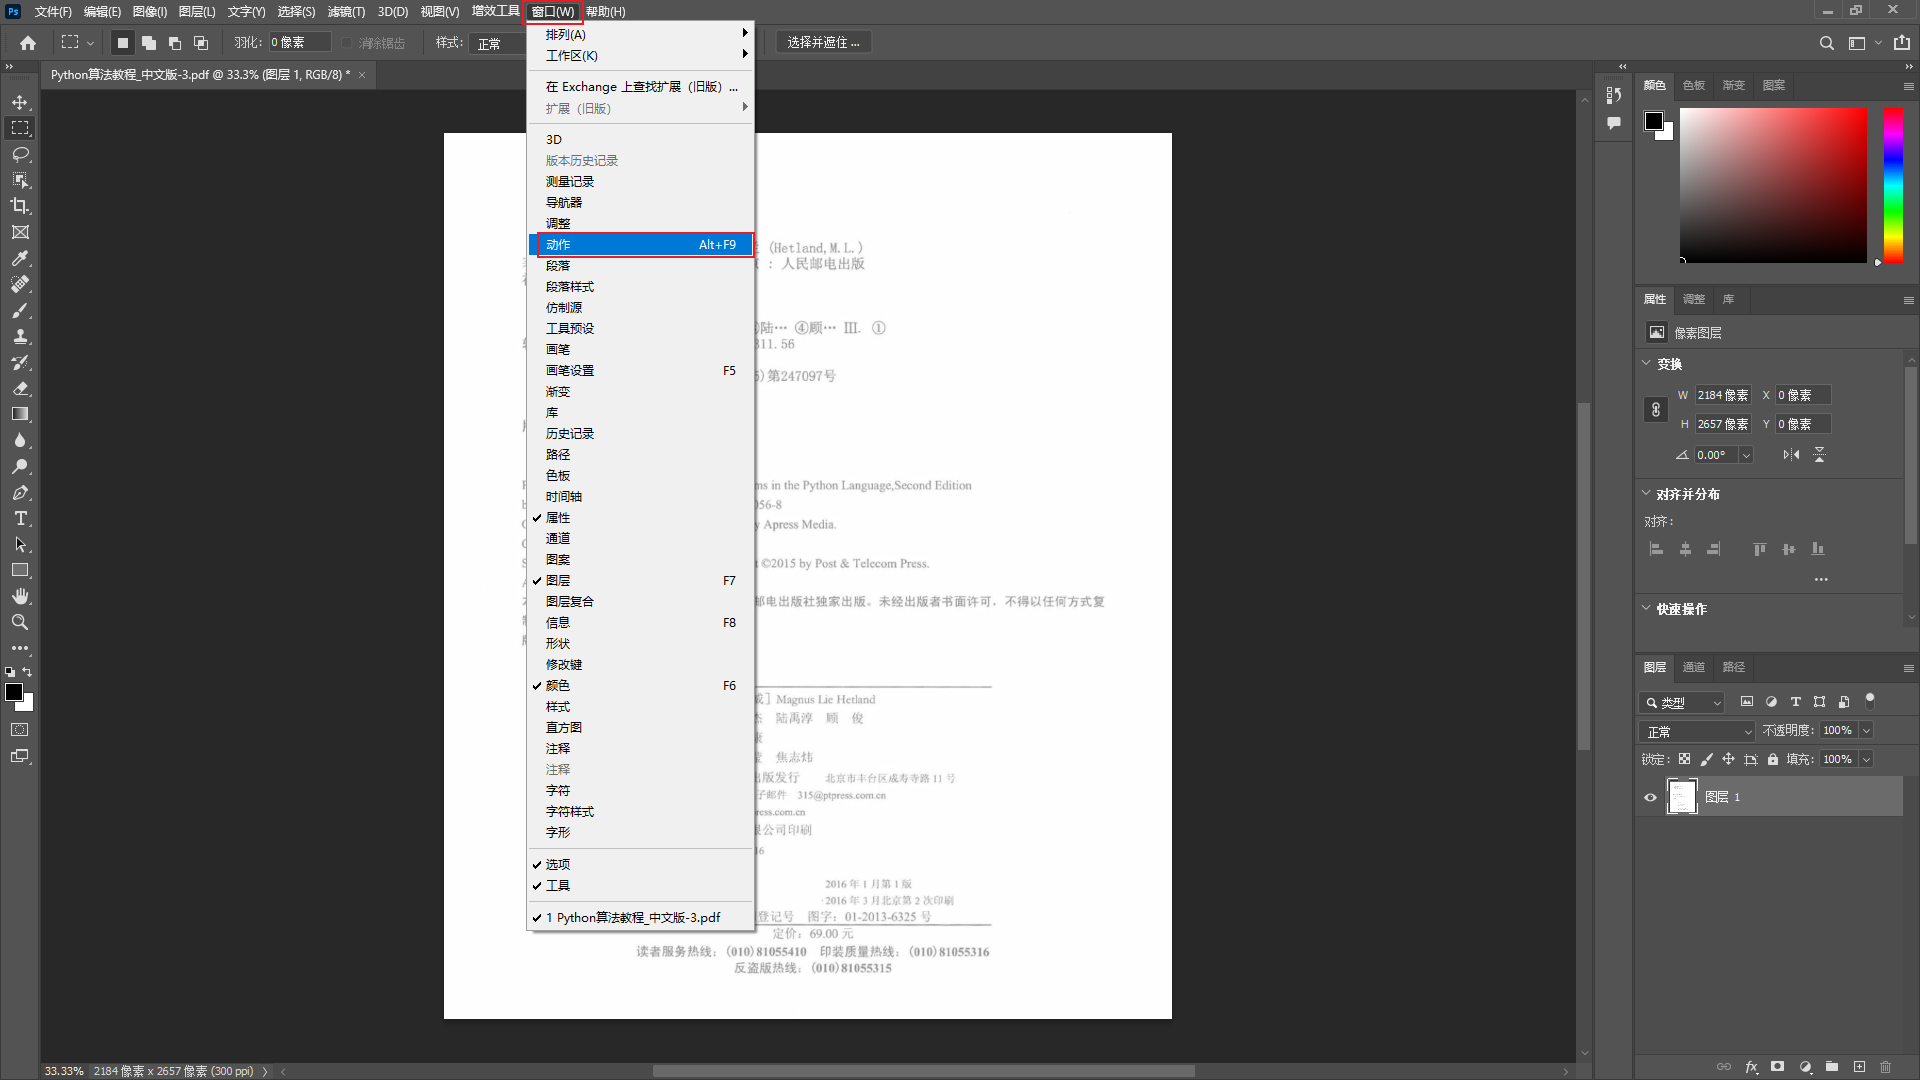 Ps 文件(F) 编辑(E) 图像(I) 图层(L) 文字(Y) 选择(S) 滤镜(T) 3D(D) 视图(V) 增效工具 窗口(W) 帮助(H)
羽化: 0 像素 消除锯齿 样式: 正常 选择并遮住 ...
Python算法教程_中文版-3.pdf @ 33.3% (图层 1, RGB/8) * ×
排列(A)
工作区(K)
在 Exchange 上查找扩展（旧版）...
扩展（旧版）
3D
版本历史记录
测量记录
导航器
调整
动作 Alt+F9
段落
段落样式
仿制源
工具预设
画笔
画笔设置 F5
渐变
库
历史记录
路径
色板
时间轴
属性
通道
图案
图层 F7
图层复合
信息 F8
形状
修改键
颜色 F6
样式
直方图
注释
注释
字符
字符样式
字形
选项
工具
1 Python算法教程_中文版-3.pdf
(Hetland,M.L.)
: 人民邮电出版
陆… ④顾… Ⅲ. ①
311.56
)第247097号
ns in the Python Language,Second Edition
056-8
y Apress Media.
©2015 by Post & Telecom Press.
邮电出版社独家出版。未经出版者书面许可，不得以任何方式复
] Magnus Lie Hetland
杰 陆禹淳 顾 俊
康
莹 焦志炜
出版发行 北京市丰台区成寿寺路 11 号
子邮件 315@ptpress.com.cn
ress.com.cn
限公司印刷
16
2016 年 1 月第 1 版
2016 年 3 月北京第 2 次印刷
登记号 图字：01-2013-6325 号
定价：69.00 元
读者服务热线：(010)81055410 印装质量热线：(010)81055316
反盗版热线：(010)81055315
颜色 色板 渐变 图案
属性 调整 库
像素图层
变换
W 2184 像素 X 0 像素
H 2657 像素 Y 0 像素
0.00°
对齐并分布
对齐:
快速操作
图层 通道 路径
类型
正常 不透明度: 100%
锁定: 填充: 100%
图层 1
33.33% 2184 像素 x 2657 像素 (300 ppi)